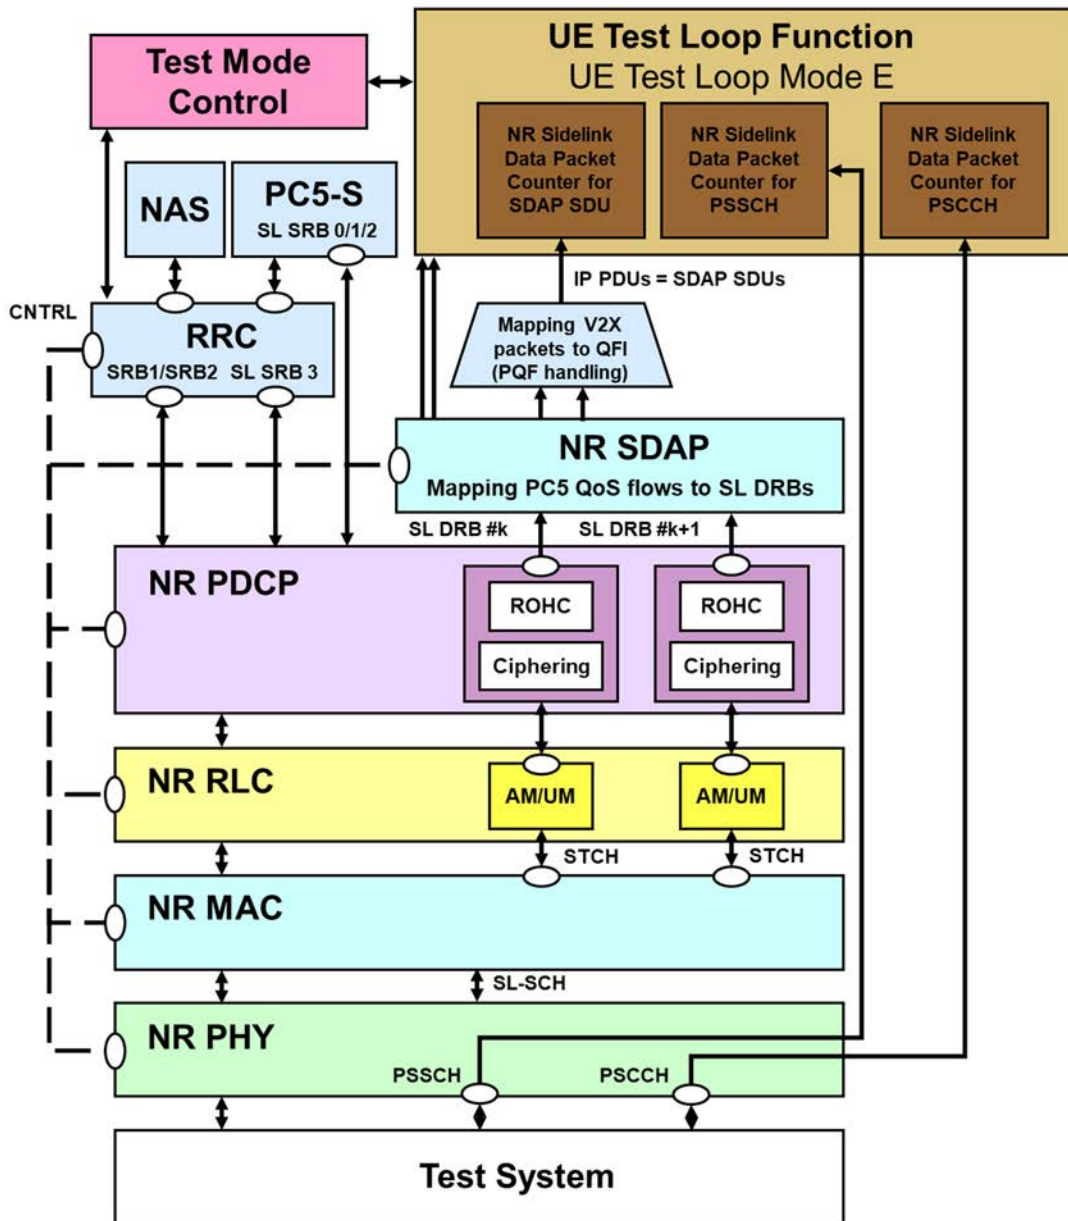 UE Test Loop Function
UE Test Loop Mode E
Test Mode
Control
NR Sidelink
Data Packet
Counter for
SDAP SDU
NR Sidelink
Data Packet
Counter for
PSSCH
NR Sidelink
Data Packet
Counter for
PSCCH
NAS
PC5-S
SL SRB 0/1/2
IP PDUs = SDAP SDUs
CNTRL
RRC
SRB1/SRB2
SL SRB 3
Mapping V2X
packets to QFI
(PQF handling)
NR SDAP
Mapping PC5 QoS flows to SL DRBs
SL DRB #k
SL DRB #k+1
NR PDCP
ROHC
ROHC
Ciphering
Ciphering
NR RLC
AM/UM
AM/UM
STCH
STCH
NR MAC
SL-SCH
NR PHY
PSSCH
PSCCH
Test System